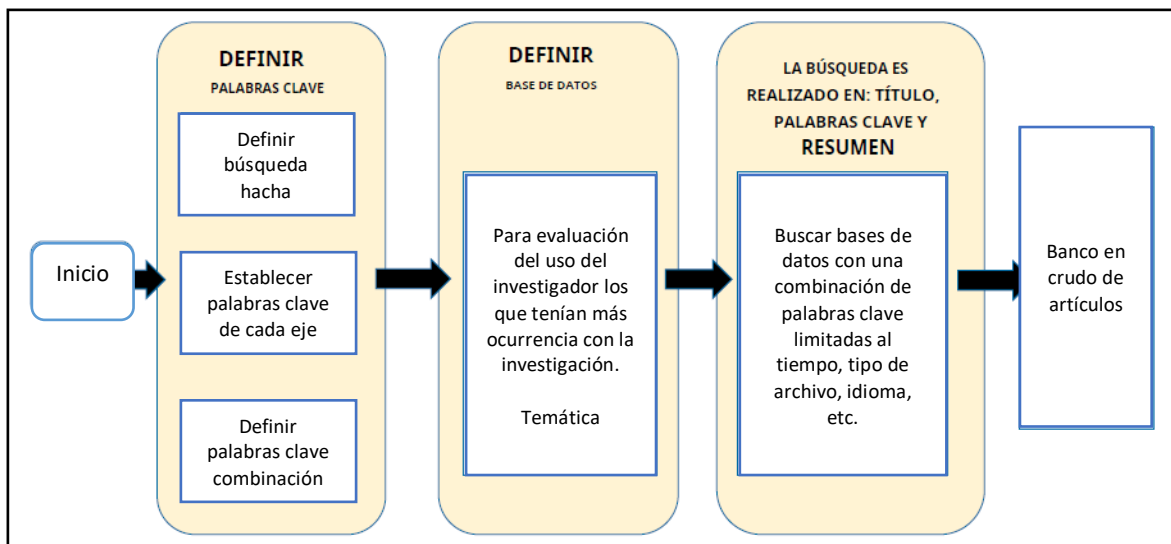 Inicio
DEFINIR
PALABRAS CLAVE
Definir
búsqueda
hacha
Establecer
palabras clave
de cada eje
Definir
palabras clave
combinación
DEFINIR
BASE DE DATOS
Para evaluación
del uso del
investigador los
que tenían más
ocurrencia con la
investigación.
Temática
LA BÚSQUEDA ES
REALIZADO EN: TÍTULO,
PALABRAS CLAVE Y
RESUMEN
Buscar bases de
datos con una
combinación de
palabras clave
limitadas al
tiempo, tipo de
archivo, idioma,
etc.
Banco en
crudo de
artículos